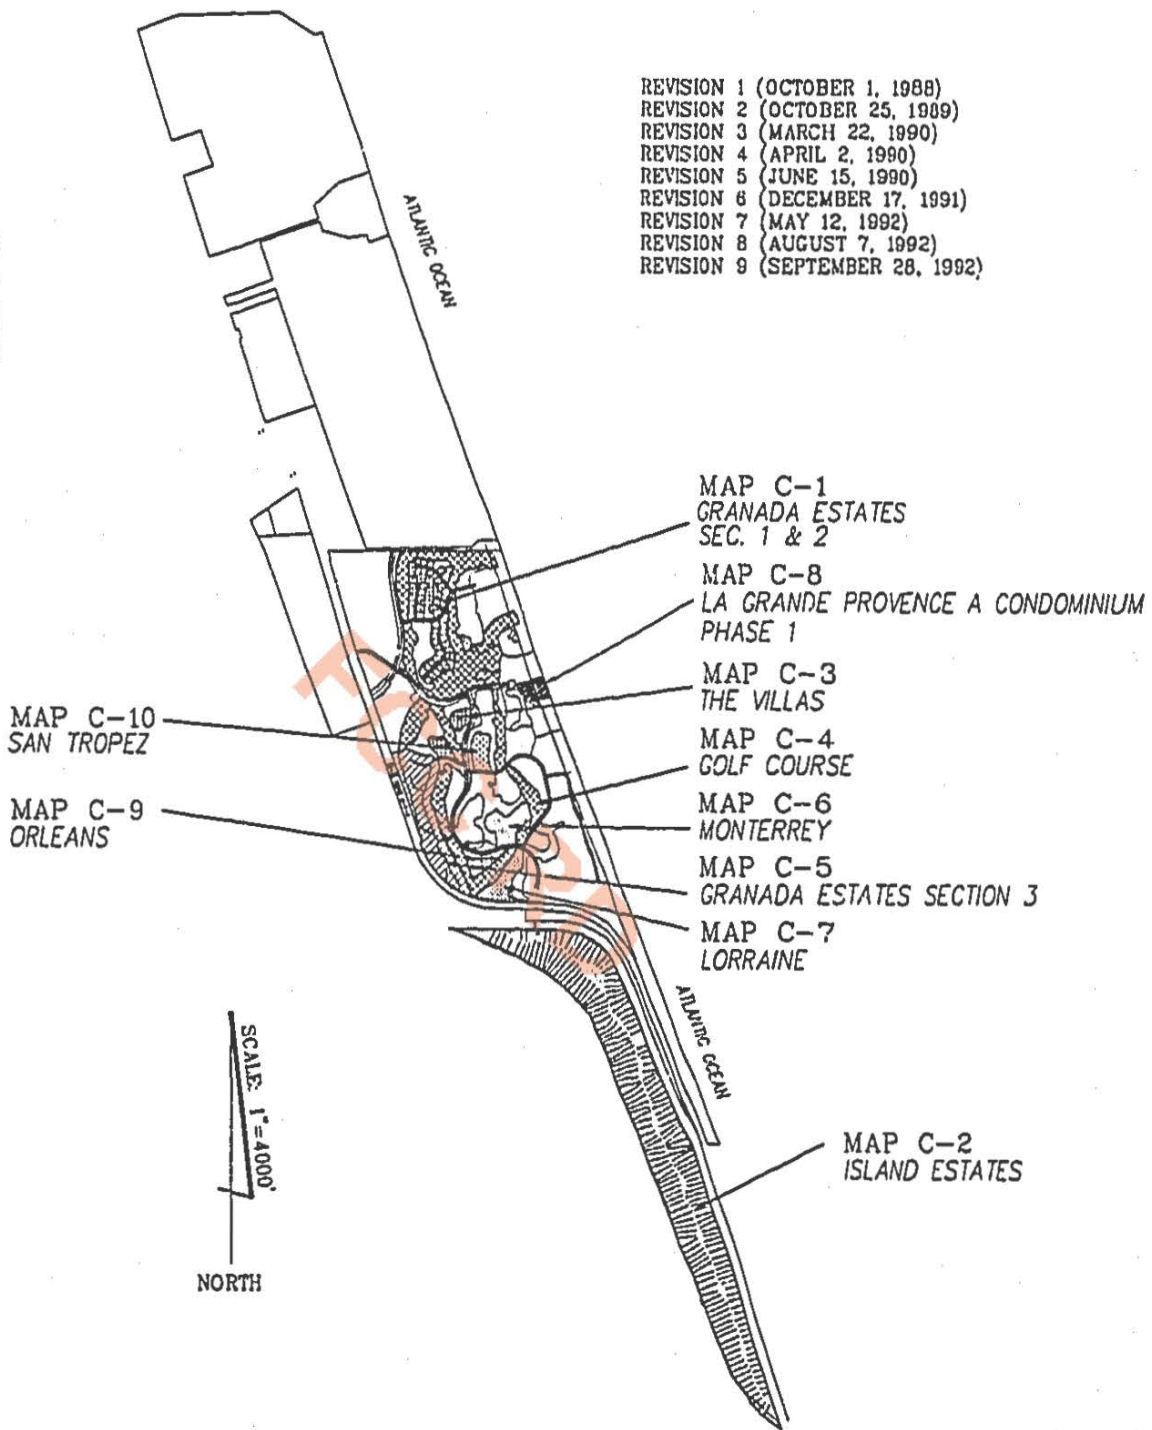 REVISION 1 (OCTOBER 1, 1988)
REVISION 2 (OCTOBER 25, 1989)
REVISION 3 (MARCH 22, 1990)
REVISION 4 (APRIL 2, 1990)
REVISION 5 (JUNE 15, 1990)
REVISION 6 (DECEMBER 17, 1991)
REVISION 7 (MAY 12, 1992)
REVISION 8 (AUGUST 7, 1992)
REVISION 9 (SEPTEMBER 28, 1992)
ATLANTIC OCEAN
MAP C-1
GRANADA ESTATES
SEC. 1 & 2
MAP C-8
LA GRANDE PROVENCE A CONDOMINIUM
PHASE 1
MAP C-3
THE VILLAS
MAP C-10
SAN TROPEZ
MAP C-4
GOLF COURSE
MAP C-9
ORLEANS
MAP C-6
MONTERREY
MAP C-5
GRANADA ESTATES SECTION 3
MAP C-7
LORRAINE
ATLANTIC OCEAN
SCALE: 1"=4000'
MAP C-2
ISLAND ESTATES
NORTH